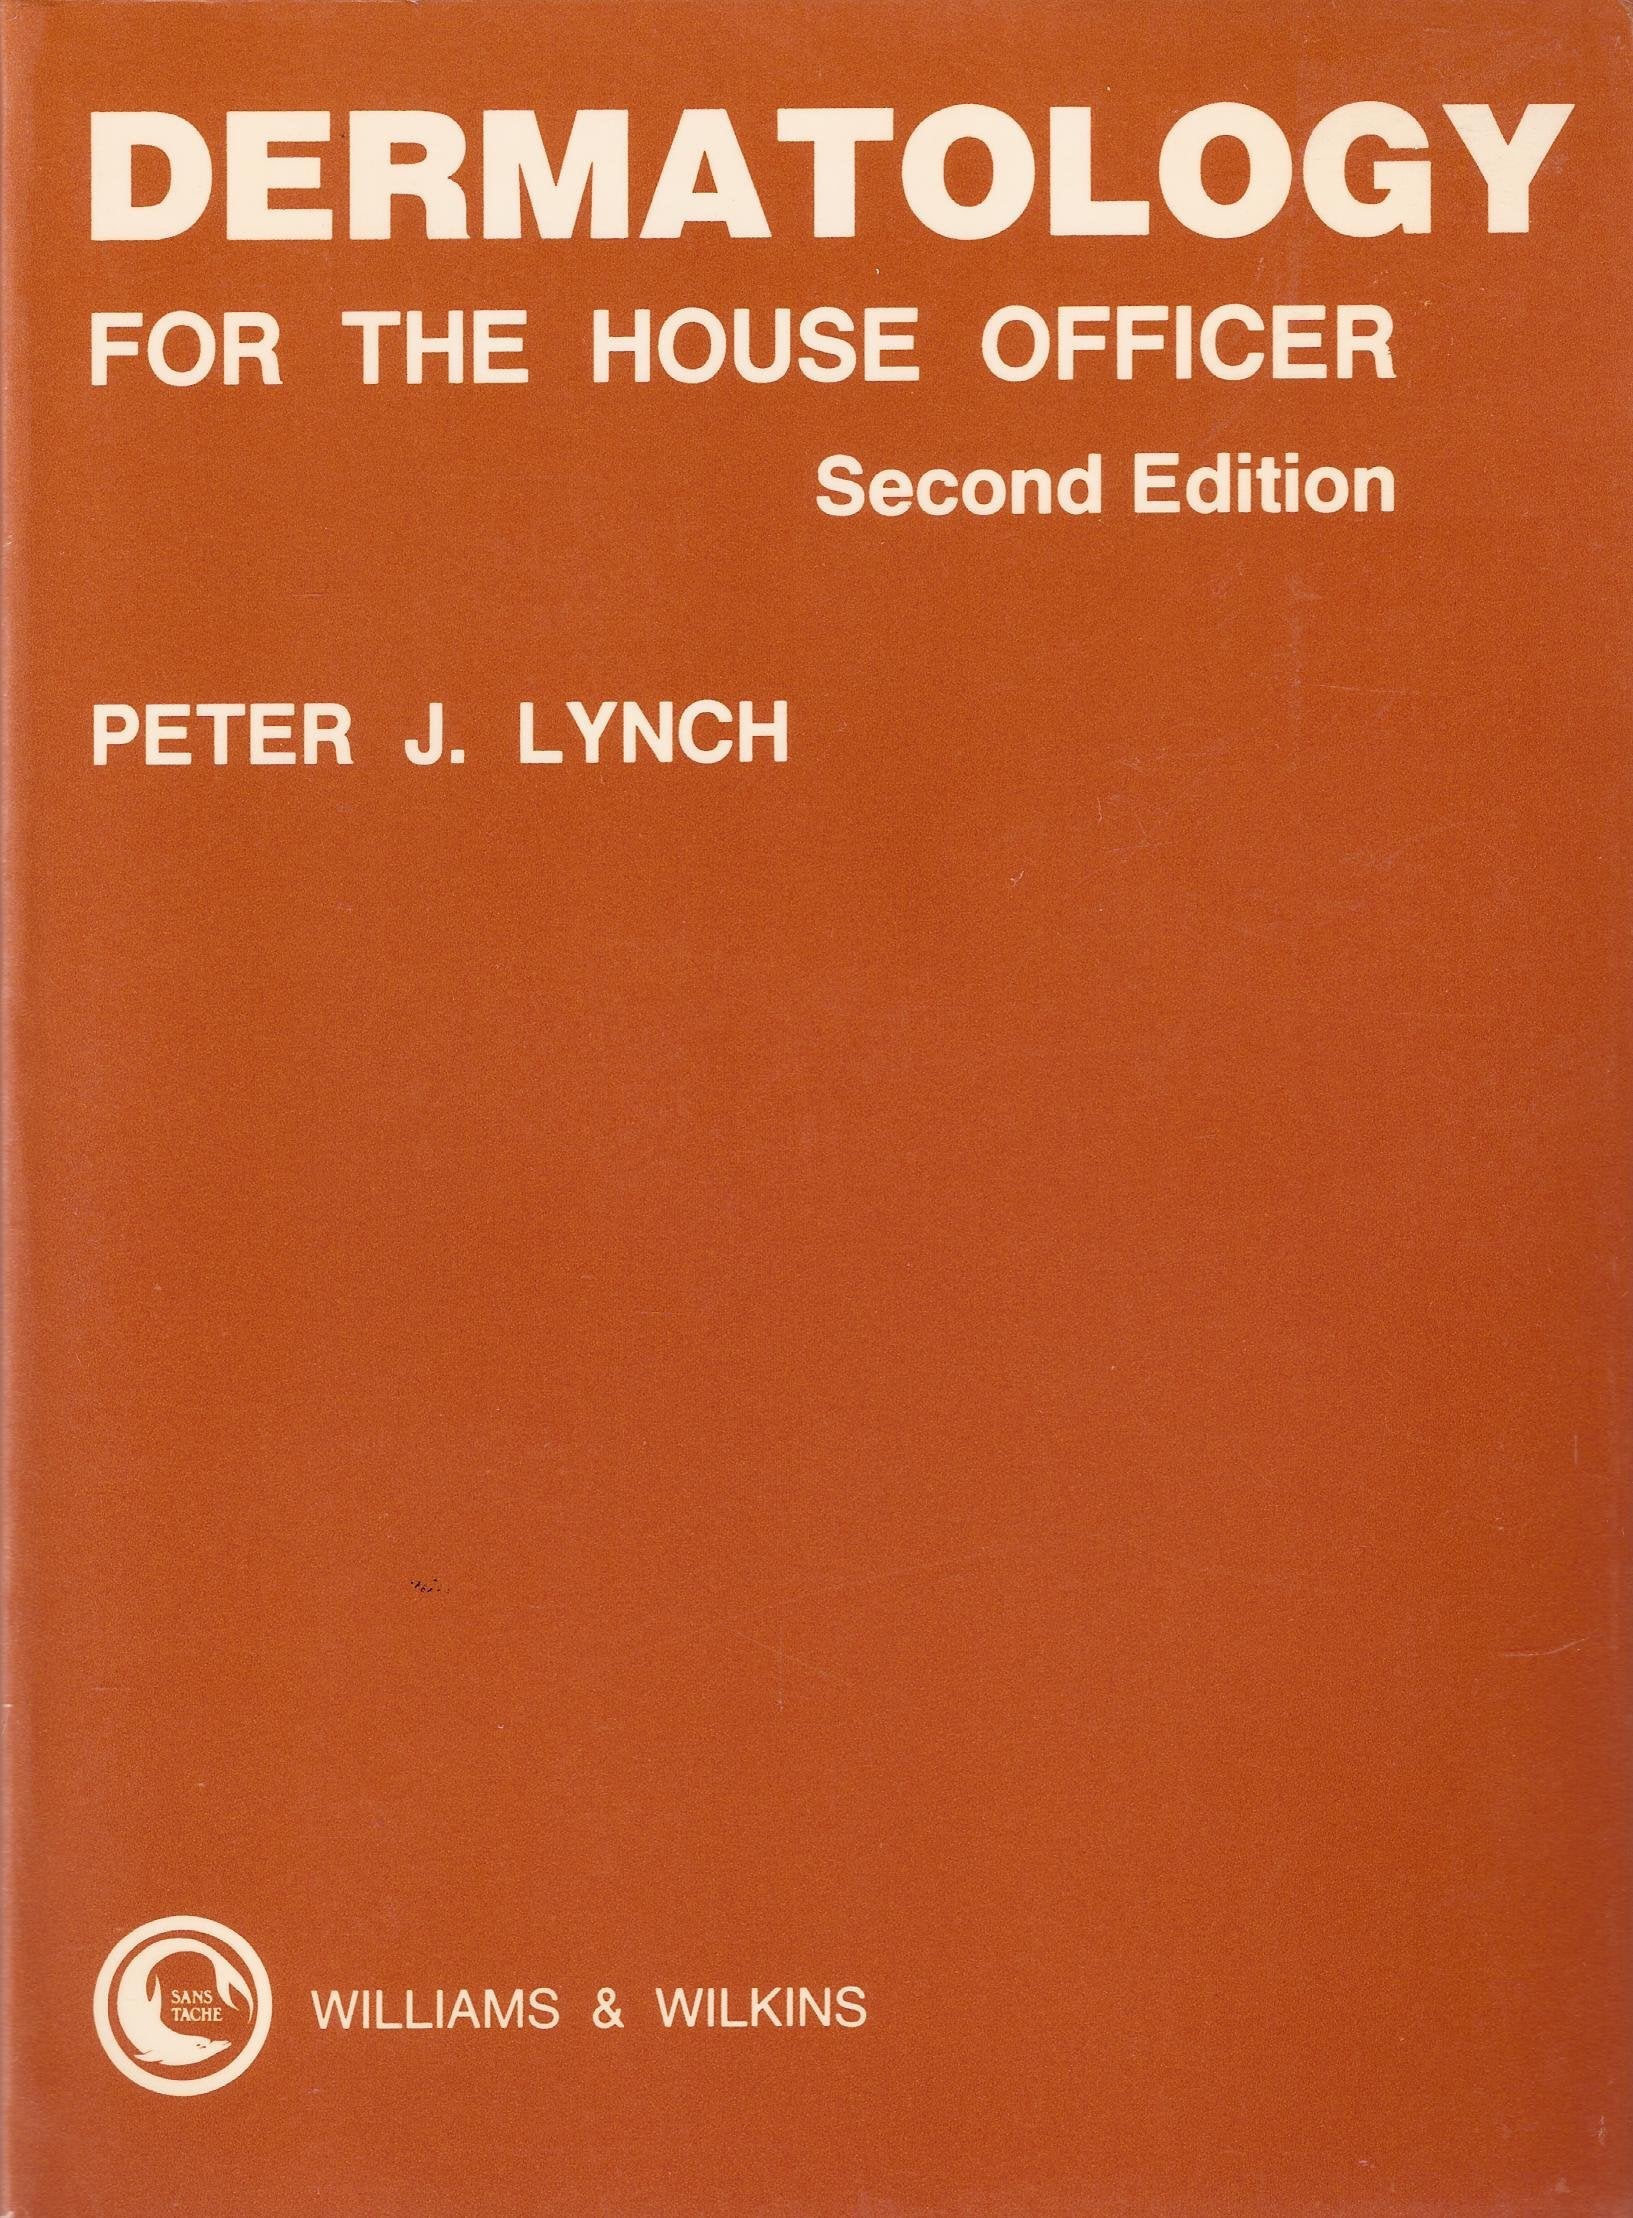 DERMATOLOGY
FOR THE HOUSE OFFICER
Second Edition
PETER J. LYNCH
SANS
TACHE
WILLIAMS & WILKINS